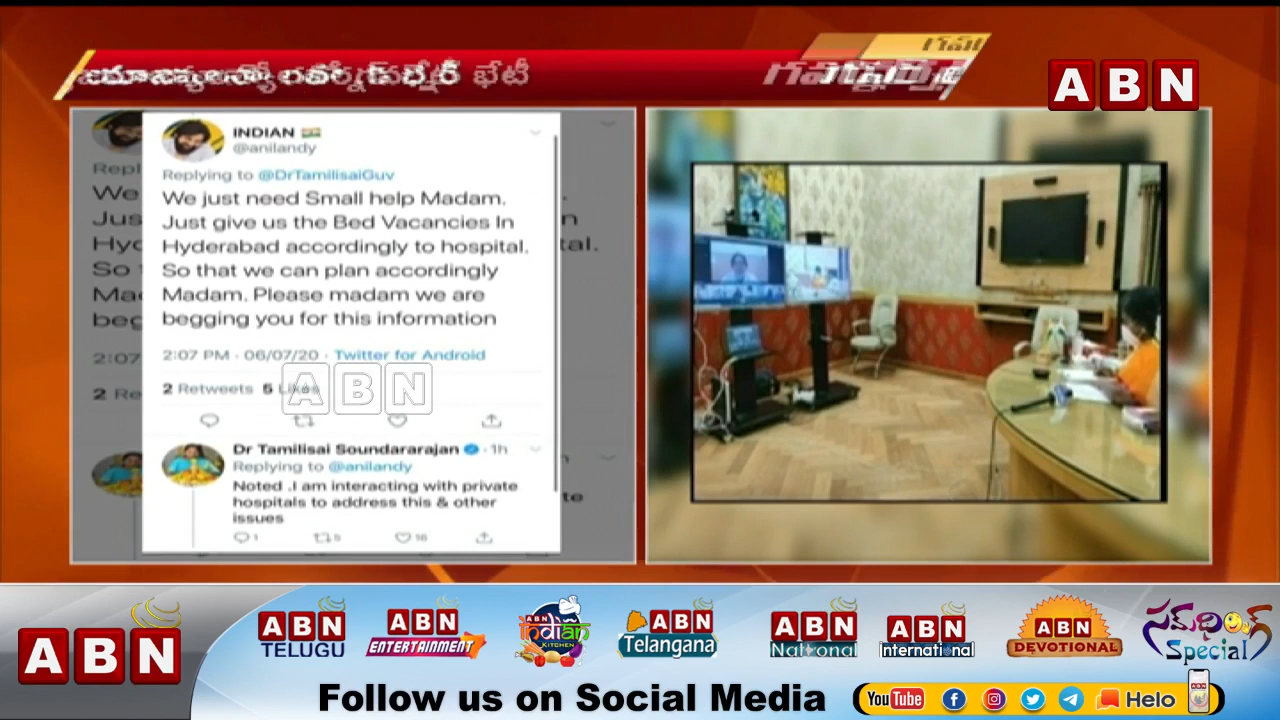 భేటీ
ABN
INDIAN
@anilandy
Replying to @DrTamilisaiGuv
We just need Small help Madam.
Just give us the Bed Vacancies In
Hyderabad accordingly to hospital.
So that we can plan accordingly
Madam. Please madam we are
begging you for this information
2:07 PM · 06/07/20 · Twitter for Android
2 Retweets 5 Likes
ABN
Dr Tamilisai Soundararajan · 1h
Replying to @anilandy
Noted .I am interacting with private
hospitals to address this & other
issues
1 5 16
ABN
ABN TELUGU
ABN ENTERTAINMENT
ABN Indian KITCHEN
ABN Telangana
ABN National
ABN International
ABN DEVOTIONAL
Special
Follow us on Social Media
YouTube
Helo